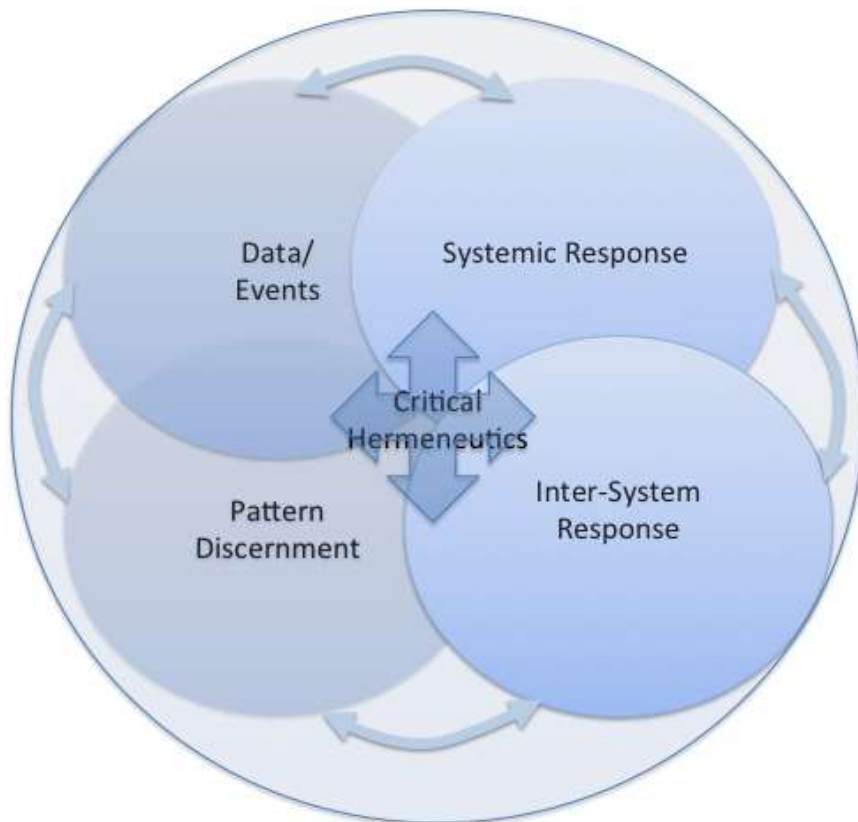 Data/
Events
Systemic Response
Critical
Hermeneutics
Pattern
Discernment
Inter-System
Response